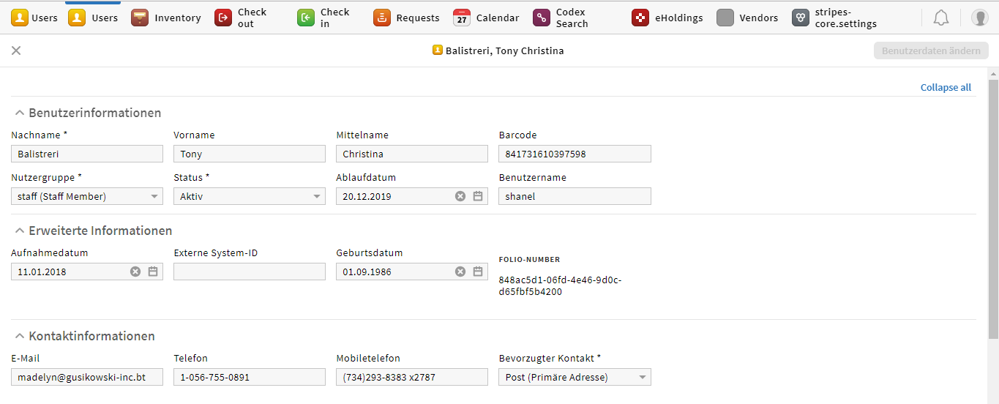 Users
Users
Inventory
Check
out
Check
in
Requests
27
Calendar
Codex
Search
eHoldings
Vendors
stripes-
core.settings
Balistreri, Tony Christina
Benutzerdaten ändern
Collapse all
Benutzerinformationen
Nachname * Vorname Mittelname Barcode
Balistreri Tony Christina 841731610397598
Nutzergruppe * Status * Ablaufdatum Benutzername
staff (Staff Member) Aktiv 20.12.2019 shanel
Erweiterte Informationen
Aufnahmedatum Externe System-ID Geburtsdatum FOLIO-NUMBER
11.01.2018 01.09.1986 848ac5d1-06fd-4e46-9d0c-
d65fbf5b4200
Kontaktinformationen
E-Mail Telefon Mobiletelefon Bevorzugter Kontakt *
madelyn@gusikowski-inc.bt 1-056-755-0891 (734)293-8383 x2787 Post (Primäre Adresse)